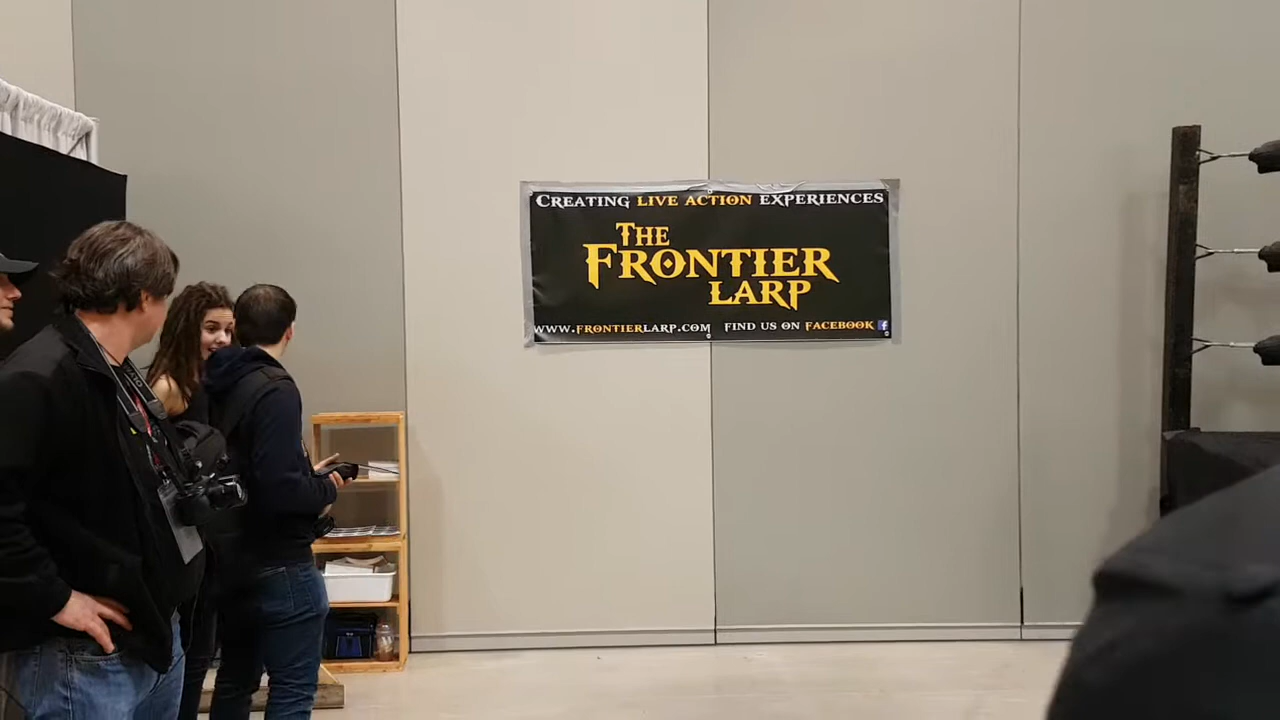 CREATING LIVE ACTION EXPERIENCES
THE
FRONTIER
LARP
WWW.FRONTIERLARP.COM FIND US ON FACEBOOK f